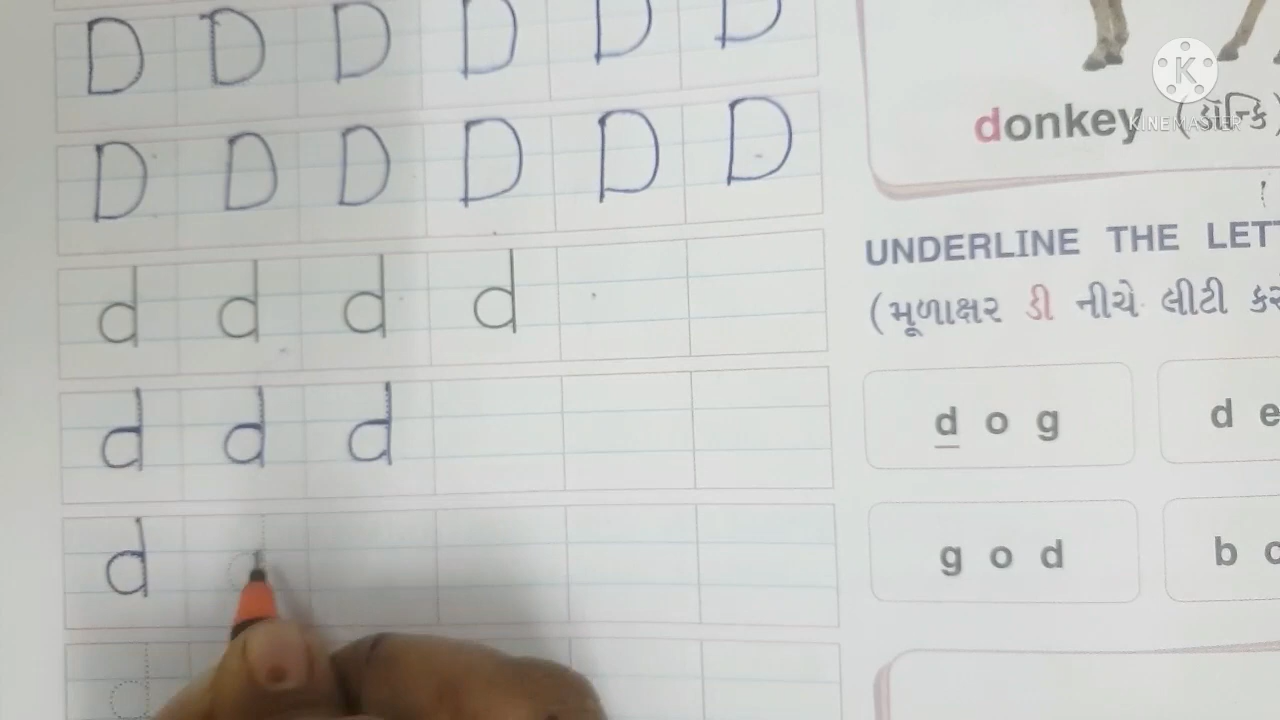 D D D D D D
D D D D D D
d d d d
d d d
d
d
donkey (ડૉન્કિ)
KINEMASTER
UNDERLINE THE LETT
(મૂળાક્ષર ડી નીચે લીટી કરો
d o g
d e
g o d
b o